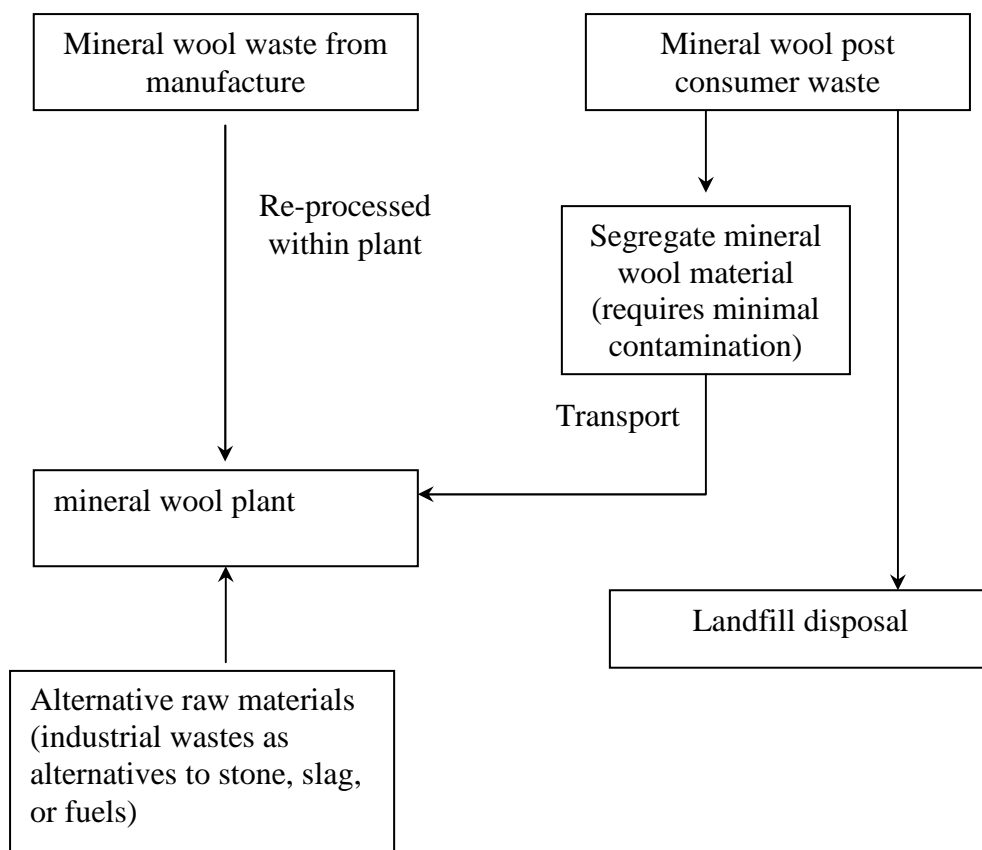 Mineral wool waste from
manufacture
Mineral wool post
consumer waste
Re-processed
within plant
Segregate mineral
wool material
(requires minimal
contamination)
Transport
mineral wool plant
Landfill disposal
Alternative raw materials
(industrial wastes as
alternatives to stone, slag,
or fuels)